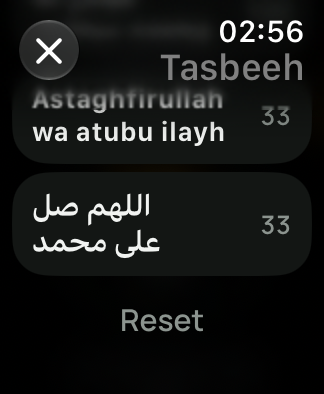 02:56
Tasbeeh
Astaghfirullah
33
wa atubu ilayh
اللهم صل
33
على محمد
Reset